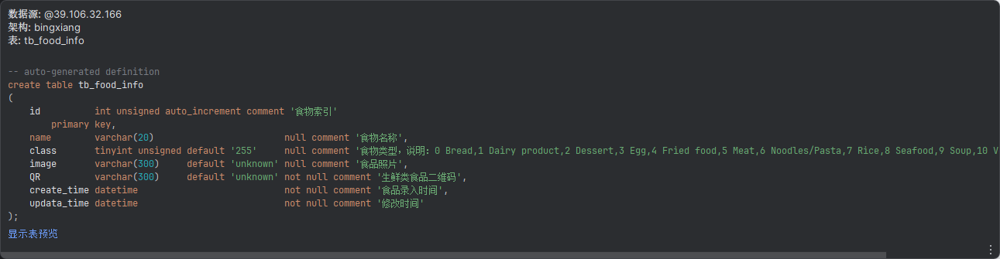 数据源: @39.106.32.166
架构: bingxiang
表: tb_food_info
-- auto-generated definition
create table tb_food_info
(
    id          int unsigned auto_increment comment '食物索引'
        primary key,
    name        varchar(20)                        null comment '食物名称',
    class       tinyint unsigned default '255'     null comment '食物类型，说明：0 Bread,1 Dairy product,2 Dessert,3 Egg,4 Fried food,5 Meat,6 Noodles/Pasta,7 Rice,8 Seafood,9 Soup,10 V
    image       varchar(300)     default 'unknown' null comment '食品照片',
    QR          varchar(300)     default 'unknown' not null comment '生鲜类食品二维码',
    create_time datetime                           not null comment '食品录入时间',
    updata_time datetime                           not null comment '修改时间'
);
显示表预览